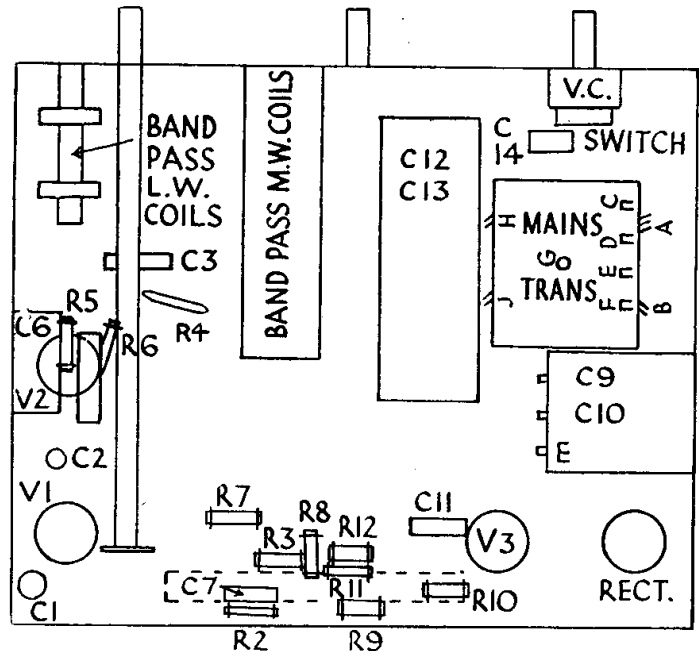 V.C.
C
14
SWITCH
BAND
PASS
L.W.
COILS
BAND PASS M.W. COILS
C12
C13
H
MAINS
C
D
A
G
E
TRANS
F
J
B
C3
R4
R5
C6
R6
V2
C9
C10
E
C2
V1
R7
R8
R3
R12
C11
V3
RECT.
C7
R11
R10
C1
R2
R9